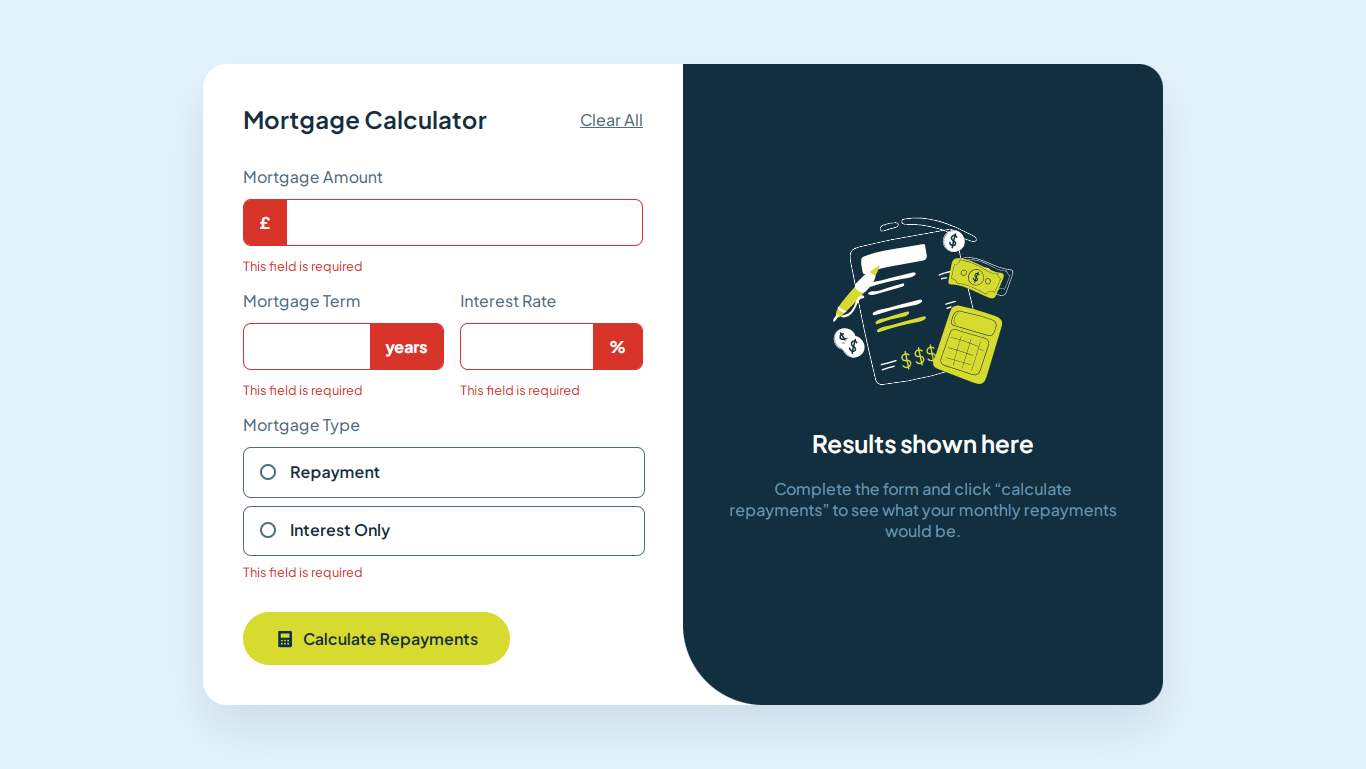 Mortgage Calculator
Clear All
Mortgage Amount
£
This field is required
Mortgage Term
Interest Rate
years
%
This field is required
This field is required
Mortgage Type
Repayment
Interest Only
This field is required
Calculate Repayments
$
$
$
$
$$$
Results shown here
Complete the form and click “calculate
repayments” to see what your monthly repayments
would be.